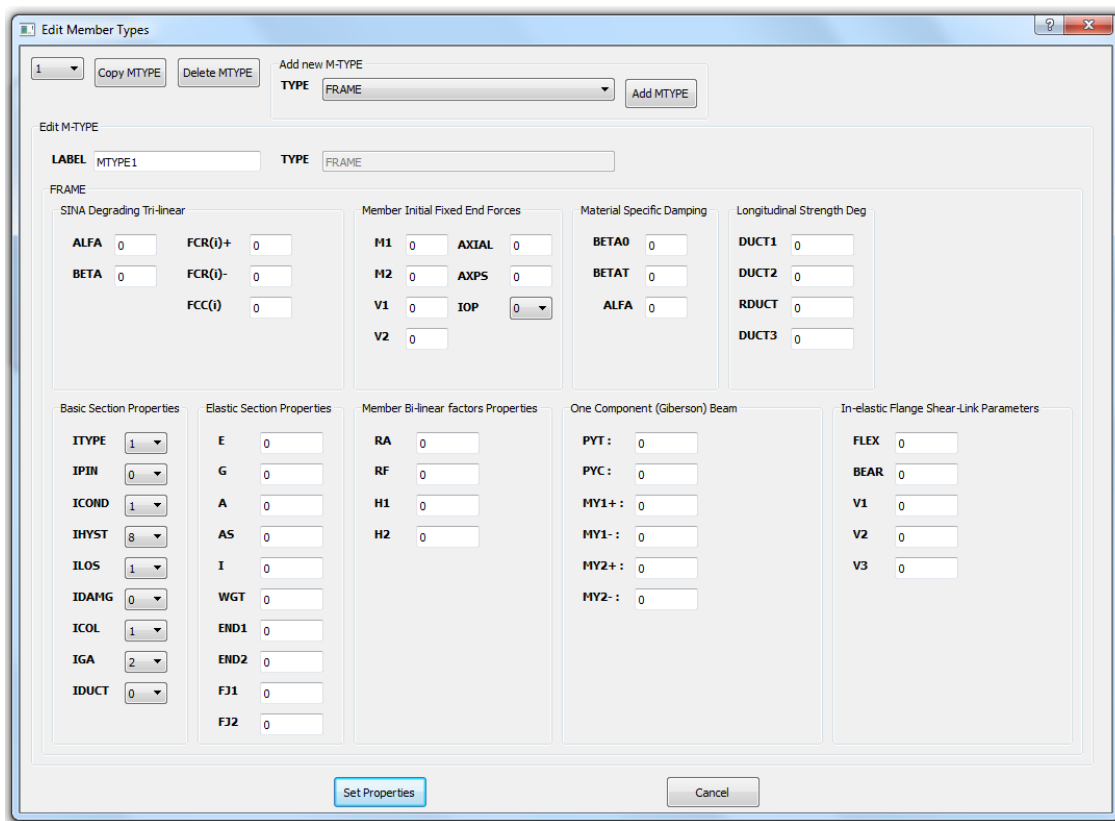 Edit Member Types
?
1 Copy MTYPE Delete MTYPE
Add new M-TYPE
TYPE FRAME Add MTYPE
Edit M-TYPE
LABEL MTYPE1 TYPE FRAME
FRAME
SINA Degrading Tri-linear
ALFA 0 FCR(i)+ 0
BETA 0 FCR(i)- 0
FCC(i) 0
Member Initial Fixed End Forces
M1 0 AXIAL 0
M2 0 AXPS 0
V1 0 IOP 0
V2 0
Material Specific Damping
BETA0 0
BETAT 0
ALFA 0
Longitudinal Strength Deg
DUCT1 0
DUCT2 0
RDUCT 0
DUCT3 0
Basic Section Properties
ITYPE 1
IPIN 0
ICOND 1
IHYST 8
ILOS 1
IDAMG 0
ICOL 1
IGA 2
IDUCT 0
Elastic Section Properties
E 0
G 0
A 0
AS 0
I 0
WGT 0
END1 0
END2 0
FJ1 0
FJ2 0
Member Bi-linear factors Properties
RA 0
RF 0
H1 0
H2 0
One Component (Giberson) Beam
PYT : 0
PYC : 0
MY1+ : 0
MY1- : 0
MY2+ : 0
MY2- : 0
In-elastic Flange Shear-Link Parameters
FLEX 0
BEAR 0
V1 0
V2 0
V3 0
Set Properties Cancel